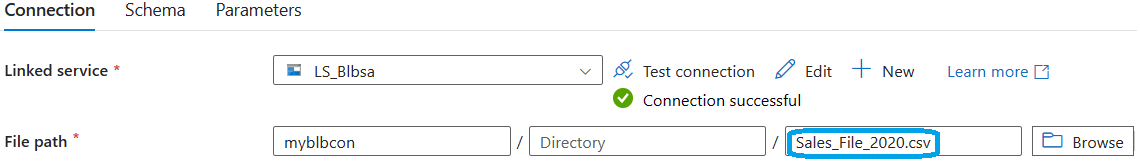 Connection Schema Parameters
Linked service * LS_Blbsa Test connection Edit New Learn more
Connection successful
File path * myblbcon / Directory / Sales_File_2020.csv Browse